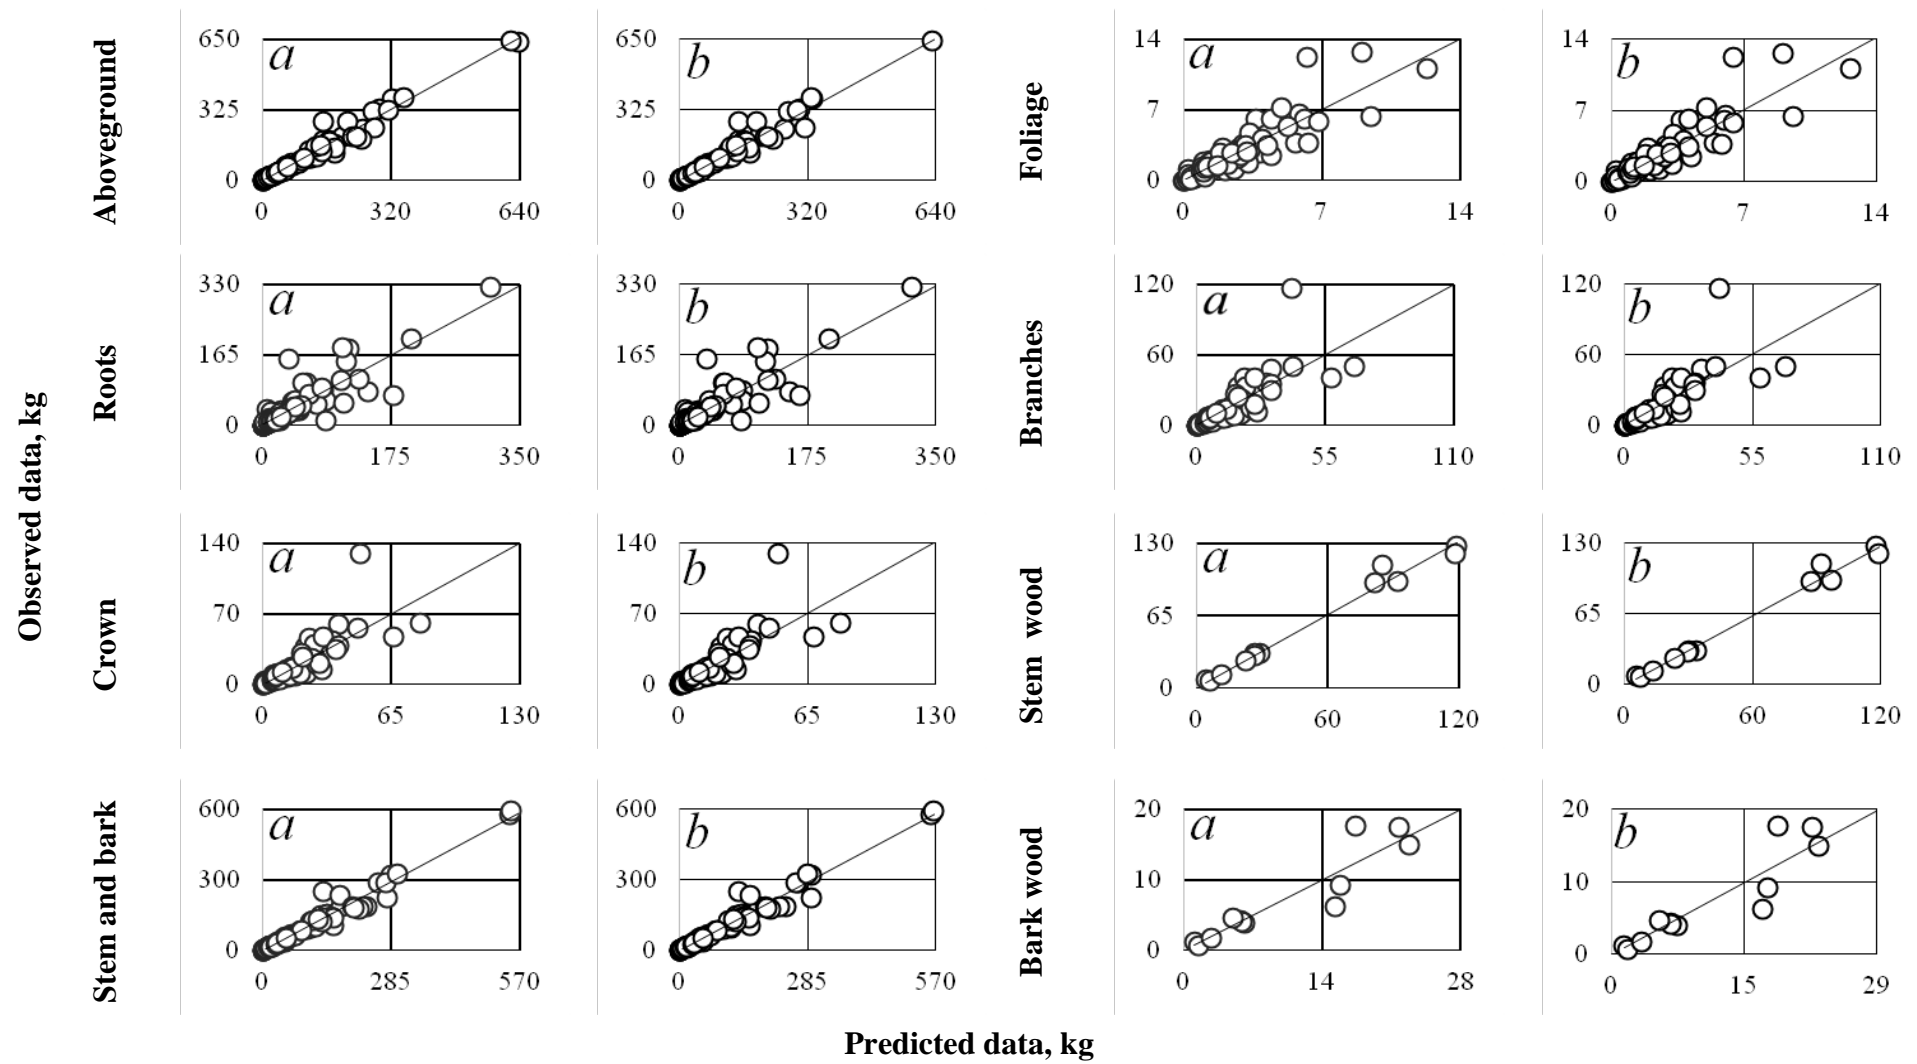 Observed data, kg
Aboveground
650
325
0
a
0 320 640
650
325
0
b
0 320 640
Foliage
14
7
0
a
0 7 14
14
7
0
b
0 7 14
Roots
330
165
0
a
0 175 350
330
165
0
b
0 175 350
Branches
120
60
0
a
0 55 110
120
60
0
b
0 55 110
Crown
140
70
0
a
0 65 130
140
70
0
b
0 65 130
Stem wood
130
65
0
a
0 60 120
130
65
0
b
0 60 120
Stem and bark
600
300
0
a
0 285 570
600
300
0
b
0 285 570
Bark wood
20
10
0
a
0 14 28
20
10
0
b
0 15 29
Predicted data, kg